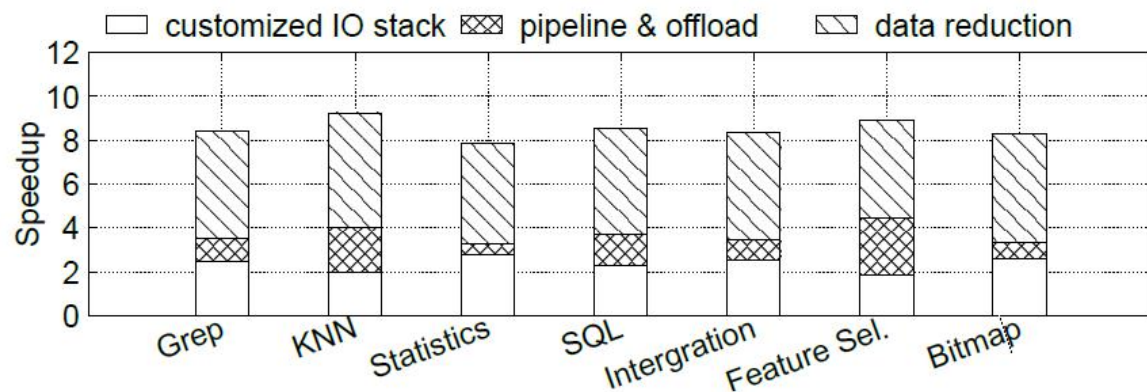 customized IO stack pipeline & offload data reduction
12
10
8
6
4
2
0
Speedup
Grep KNN Statistics SQL Intergration Feature Sel. Bitmap